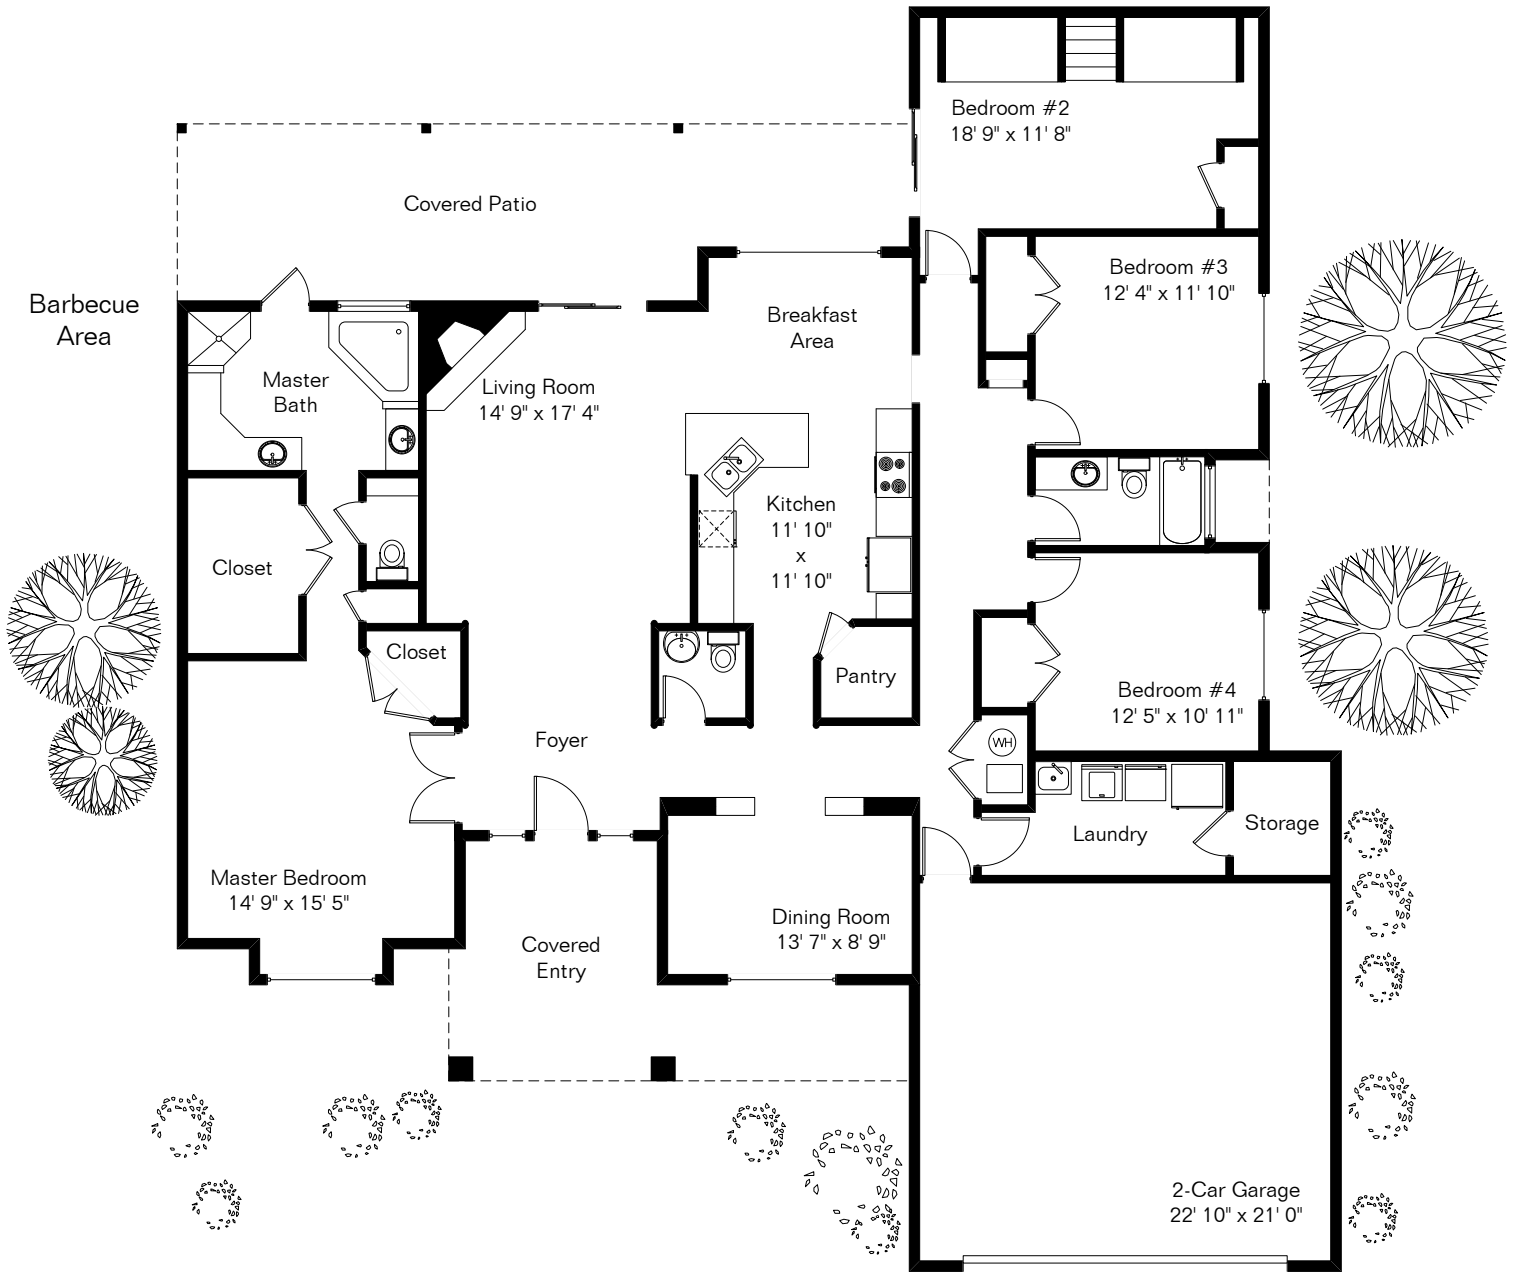 Bedroom #2
18' 9" x 11' 8"
Covered Patio
Bedroom #3
12' 4" x 11' 10"
Barbecue
Area
Breakfast
Area
Master
Bath
Living Room
14' 9" x 17' 4"
Kitchen
11' 10"
x
11' 10"
Closet
Closet
Pantry
Bedroom #4
12' 5" x 10' 11"
Foyer
WH
Laundry
Storage
Master Bedroom
14' 9" x 15' 5"
Dining Room
13' 7" x 8' 9"
Covered
Entry
2-Car Garage
22' 10" x 21' 0"